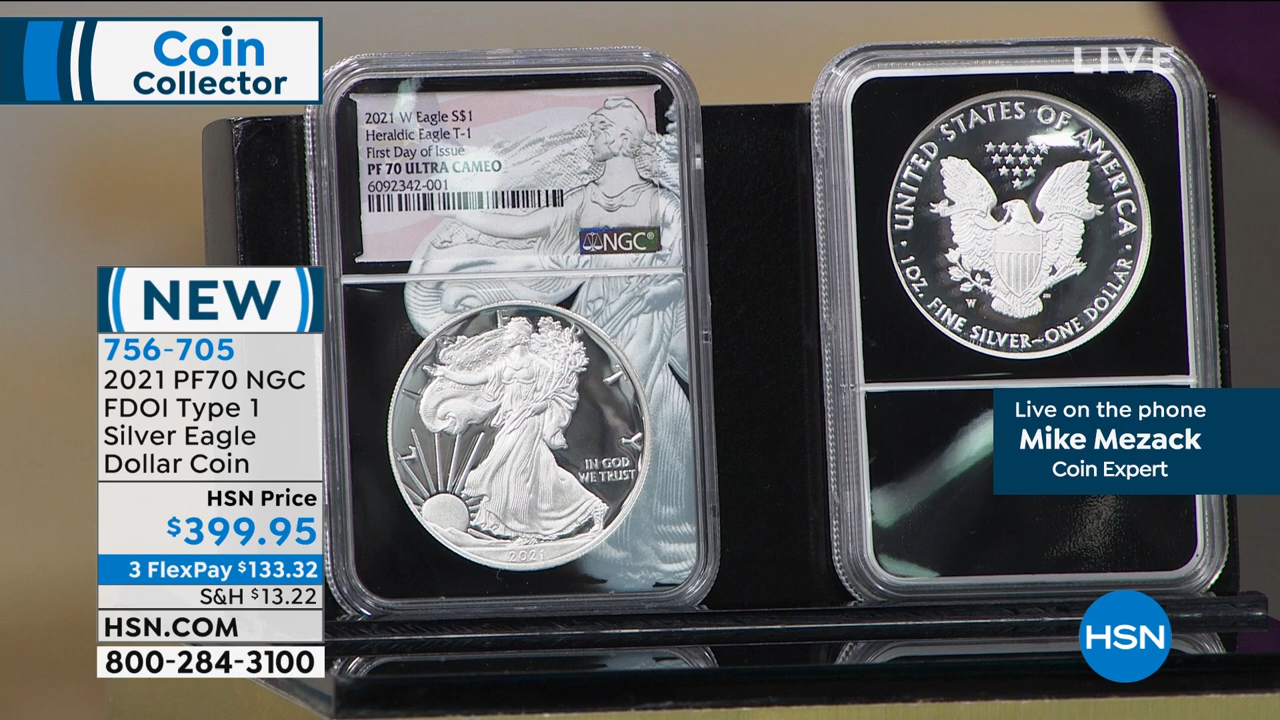 Coin
Collector
LIVE
NEW
756-705
2021 PF70 NGC
FDOI Type 1
Silver Eagle
Dollar Coin
HSN Price
$399.95
3 FlexPay $133.32
S&H $13.22
HSN.COM
800-284-3100
2021 W Eagle S$1
Heraldic Eagle T-1
First Day of Issue
PF 70 ULTRA CAMEO
6092342-001
NGC®
L I T Y
IN GOD
WE TRUST
2021
UNITED STATES OF AMERICA
1 OZ. FINE SILVER~ONE DOLLAR
W
Live on the phone
Mike Mezack
Coin Expert
HSN